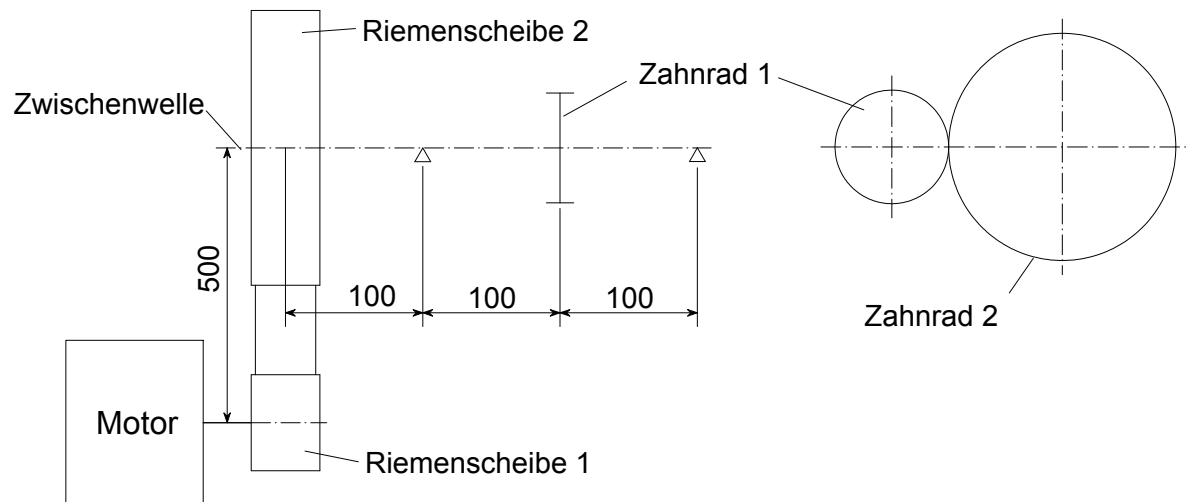 Riemenscheibe 2
Zahnrad 1
Zwischenwelle
500
100
100
100
Zahnrad 2
Motor
Riemenscheibe 1